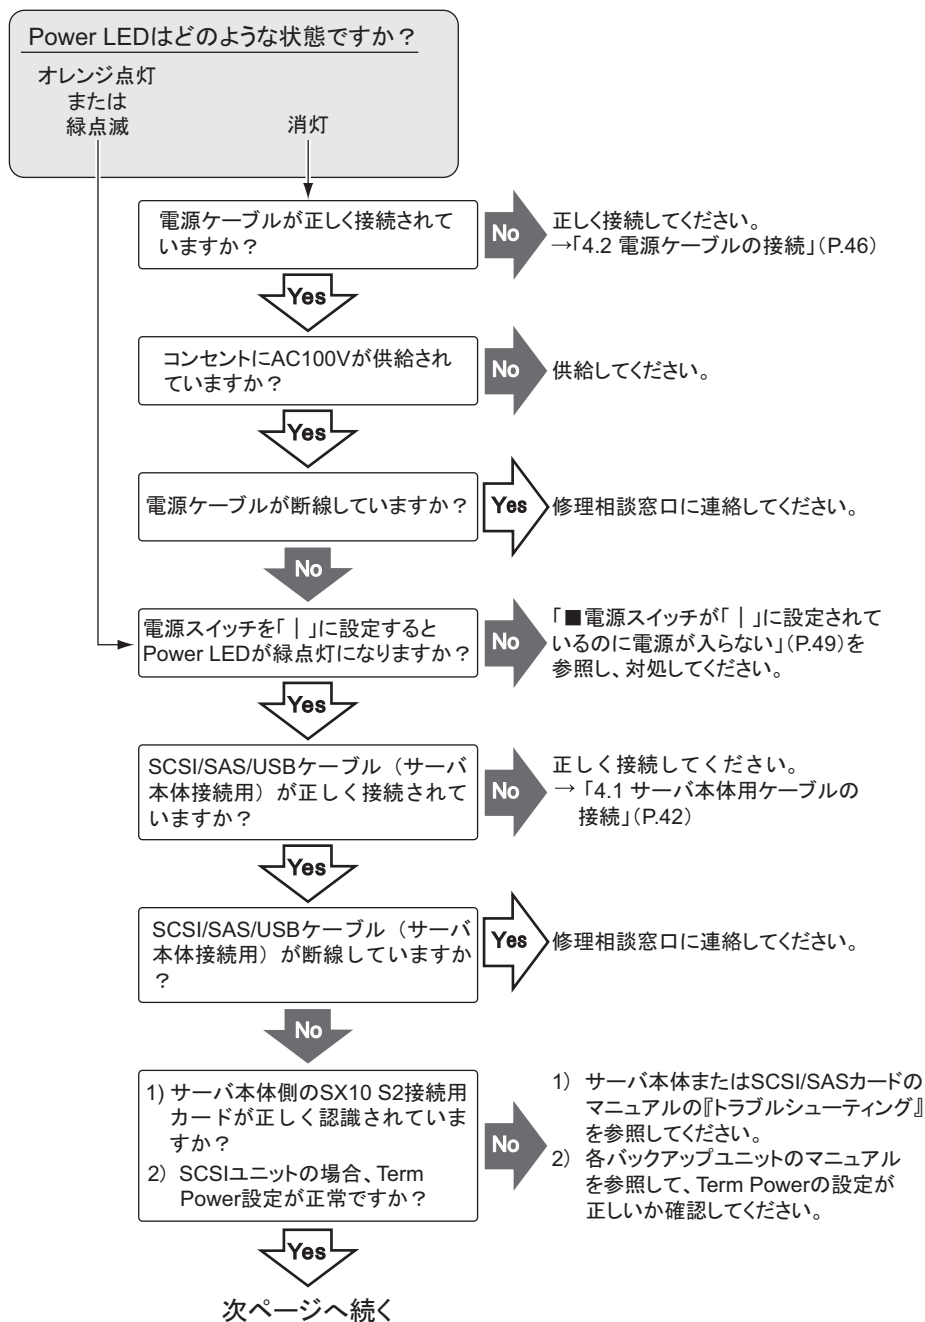 Power LEDはどのような状態ですか？
オレンジ点灯
または
緑点滅
消灯
電源ケーブルが正しく接続されて
いますか？
No
正しく接続してください。
→「4.2 電源ケーブルの接続」（P.46）
Yes
コンセントにAC100Vが供給され
ていますか？
No
供給してください。
Yes
電源ケーブルが断線していますか？
Yes
修理相談窓口に連絡してください。
No
電源スイッチを「｜」に設定すると
Power LEDが緑点灯になりますか？
No
「■電源スイッチが「｜」に設定されて
いるのに電源が入らない」（P.49）を
参照し、対処してください。
Yes
SCSI/SAS/USBケーブル（サーバ
本体接続用）が正しく接続されて
いますか？
No
正しく接続してください。
→「4.1 サーバ本体用ケーブルの
接続」（P.42）
Yes
SCSI/SAS/USBケーブル（サーバ
本体接続用）が断線していますか
？
Yes
修理相談窓口に連絡してください。
No
1) サーバ本体側のSX10 S2接続用
カードが正しく認識されていま
すか？
2) SCSIユニットの場合、Term
Power設定が正常ですか？
No
1) サーバ本体またはSCSI/SASカードの
マニュアルの『トラブルシューティング』
を参照してください。
2) 各バックアップユニットのマニュアル
を参照して、Term Powerの設定が
正しいか確認してください。
Yes
次ページへ続く